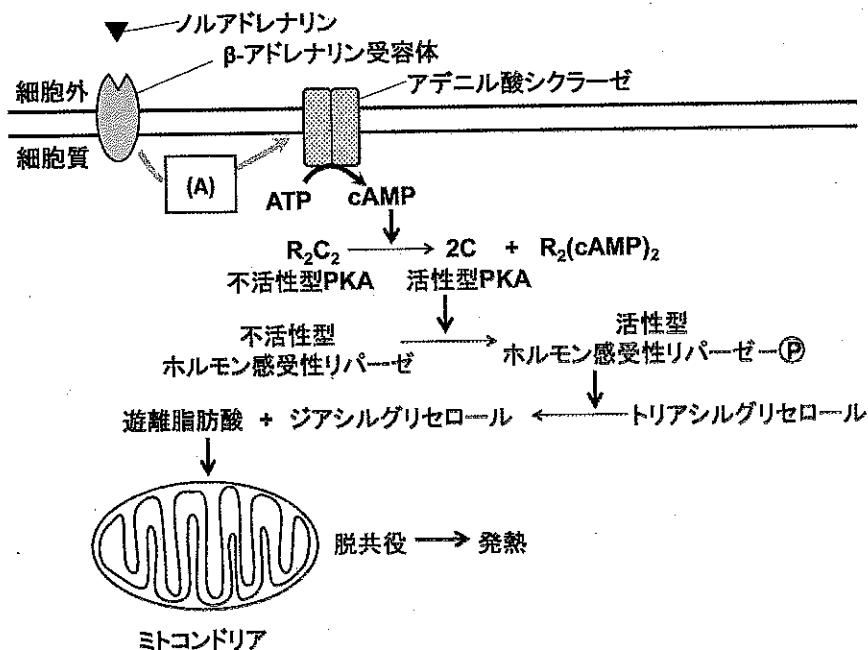 ノルアドレナリン
β-アドレナリン受容体
アデニル酸シクラーゼ
細胞外
細胞質
(A)
ATP cAMP
R2C2 2C + R2(cAMP)2
不活性型PKA 活性型PKA
不活性型 活性型
ホルモン感受性リパーゼ ホルモン感受性リパーゼーⓅ
遊離脂肪酸 + ジアシルグリセロール トリアシルグリセロール
脱共役 発熱
ミトコンドリア